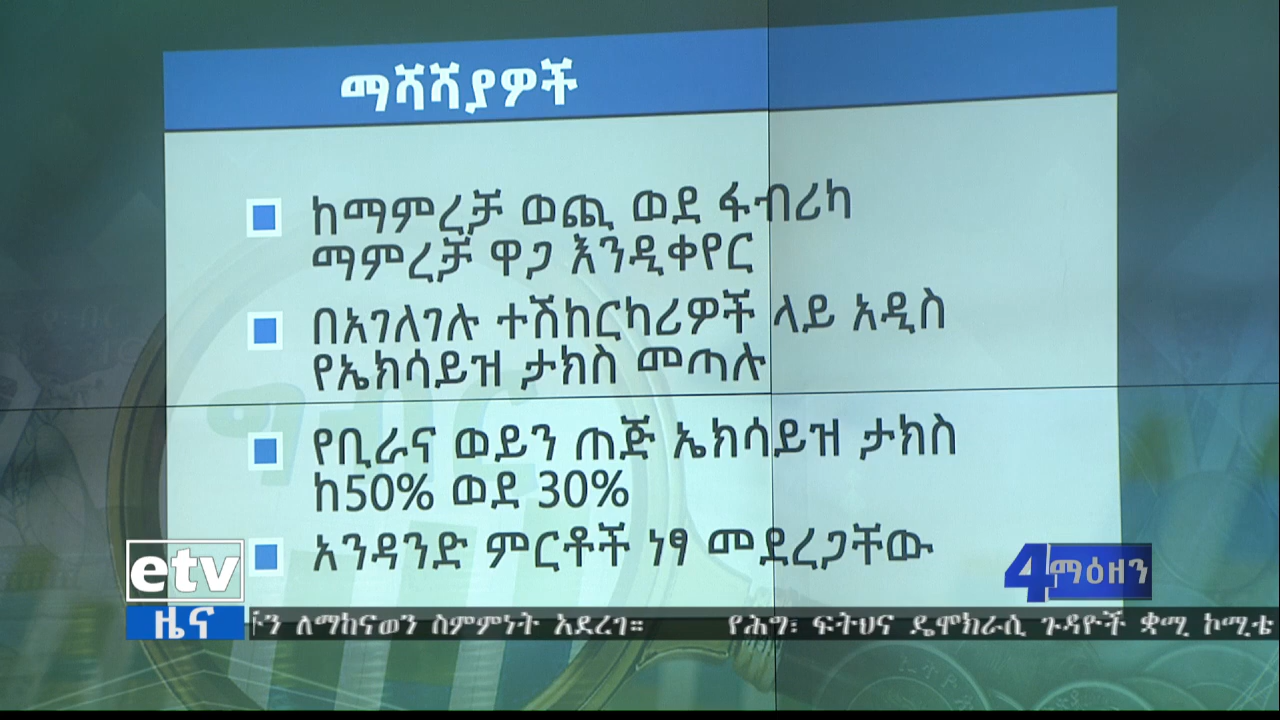 ማሻሻያዎች
ከማምረቻ ወጪ ወደ ፋብሪካ
ማምረቻ ዋጋ እንዲቀየር
በአገለገሉ ተሽከርካሪዎች ላይ አዲስ
የኤክሳይዝ ታክስ መጣሉ
የቢራና ወይን ጠጅ ኤክሳይዝ ታክስ
ከ50% ወደ 30%
አንዳንድ ምርቶች ነፃ መደረጋቸው
etv
ዜና
4ማዕዘን
ለማከናወን ስምምነት አደረገ። የሕግ፣ ፍትህና ዴሞክራሲ ጉዳዮች ቋሚ ኮሚቴ